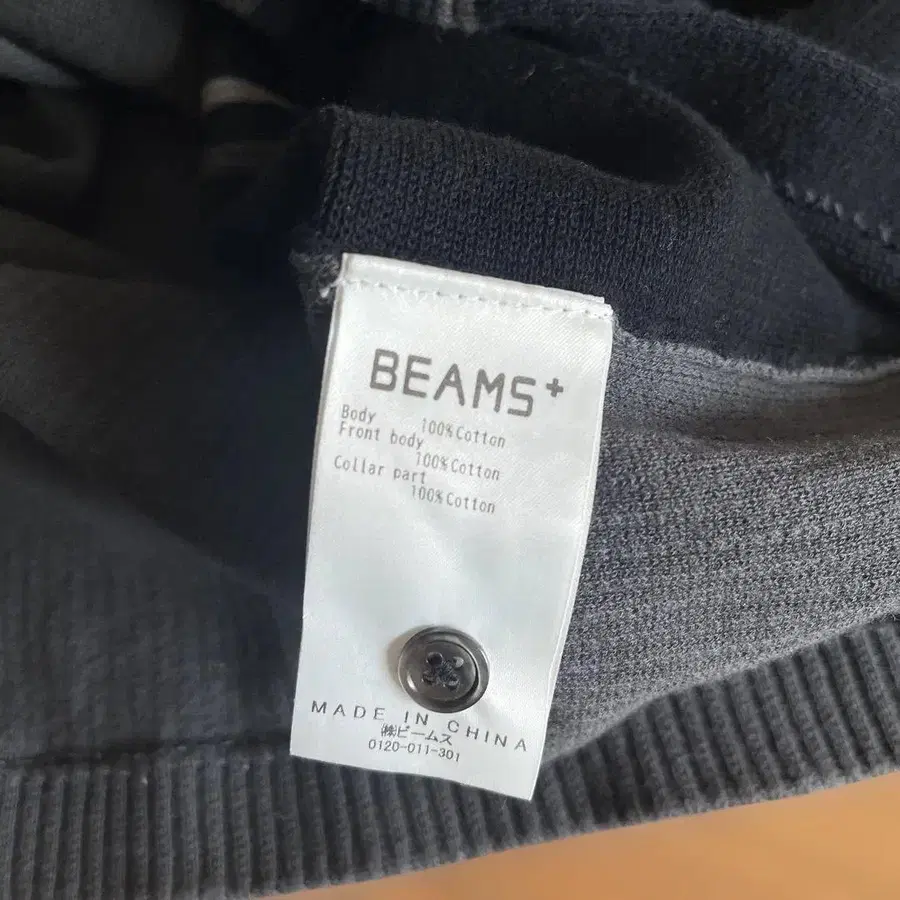 BEAMS+
Body 100%Cotton
Front body
100%Cotton
Collar part
100%Cotton
MADE IN CHINA
㈱ビームス
0120-011-301